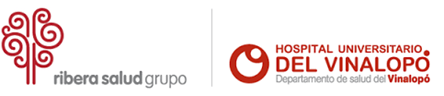 ribera salud grupo
HOSPITAL UNIVERSITARIO
DEL VINALOPÓ
Departamento de salud del Vinalopó